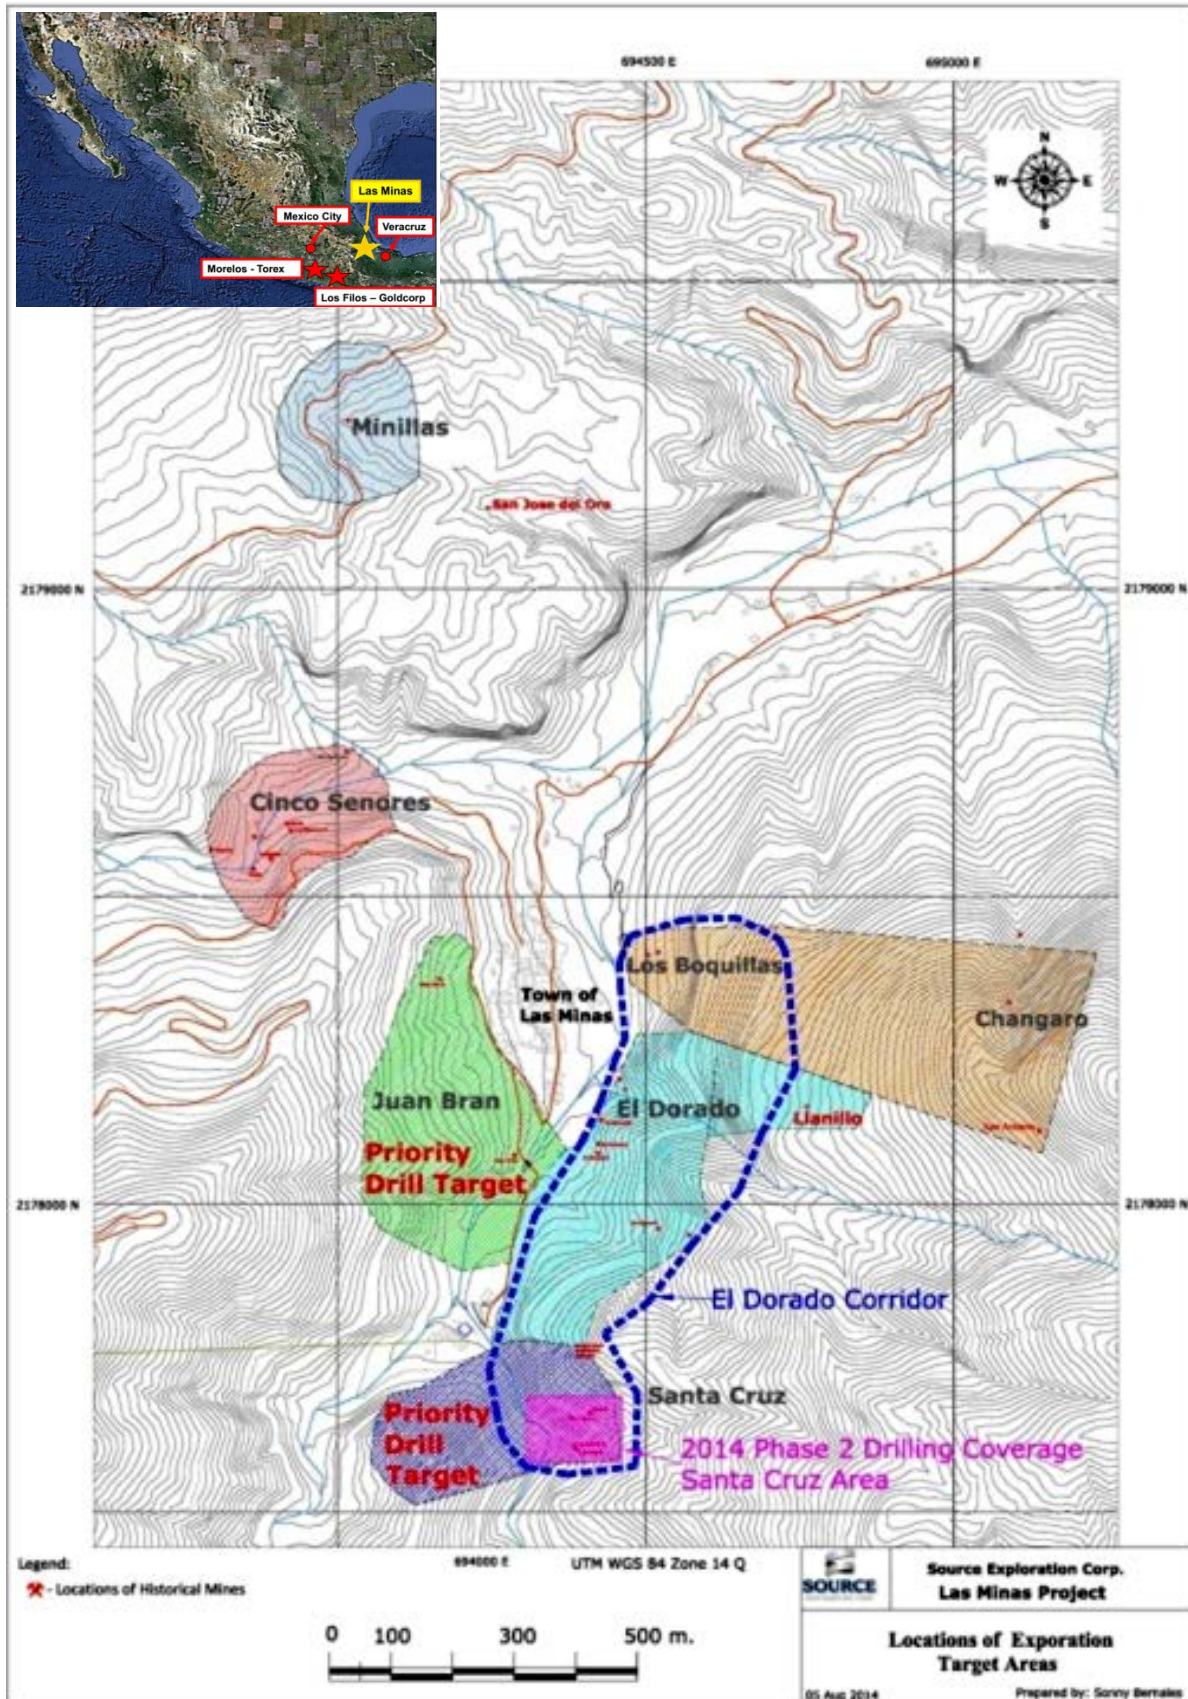 694500 E
695000 E
N
W
E
S
Las Minas
Mexico City
Veracruz
Morelos - Torex
Los Filos – Goldcorp
Minillas
San Jose del Oro
2179000 N
2179000 N
Cinco Senores
Los Boquillas
Town of
Las Minas
Changaro
Juan Bran
El Dorado
Llanillo
Priority
Drill Target
2178000 N
2178000 N
El Dorado Corridor
Santa Cruz
Priority
Drill
Target
2014 Phase 2 Drilling Coverage
Santa Cruz Area
Legend:
- Locations of Historical Mines
694000 E
UTM WGS 84 Zone 14 Q
0 100 300 500 m.
SOURCE
Source Exploration Corp.
Las Minas Project
Locations of Exporation
Target Areas
05 Aug 2014
Prepared by: Sonny Bernales